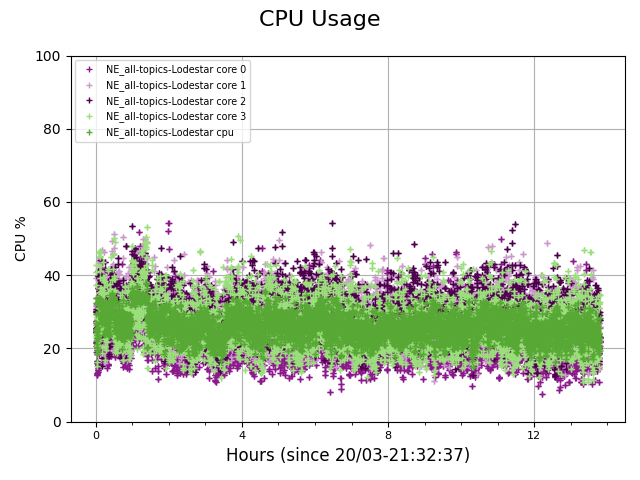 CPU Usage
100
80
60
40
20
0
CPU %
NE_all-topics-Lodestar core 0
NE_all-topics-Lodestar core 1
NE_all-topics-Lodestar core 2
NE_all-topics-Lodestar core 3
NE_all-topics-Lodestar cpu
0 4 8 12
Hours (since 20/03-21:32:37)